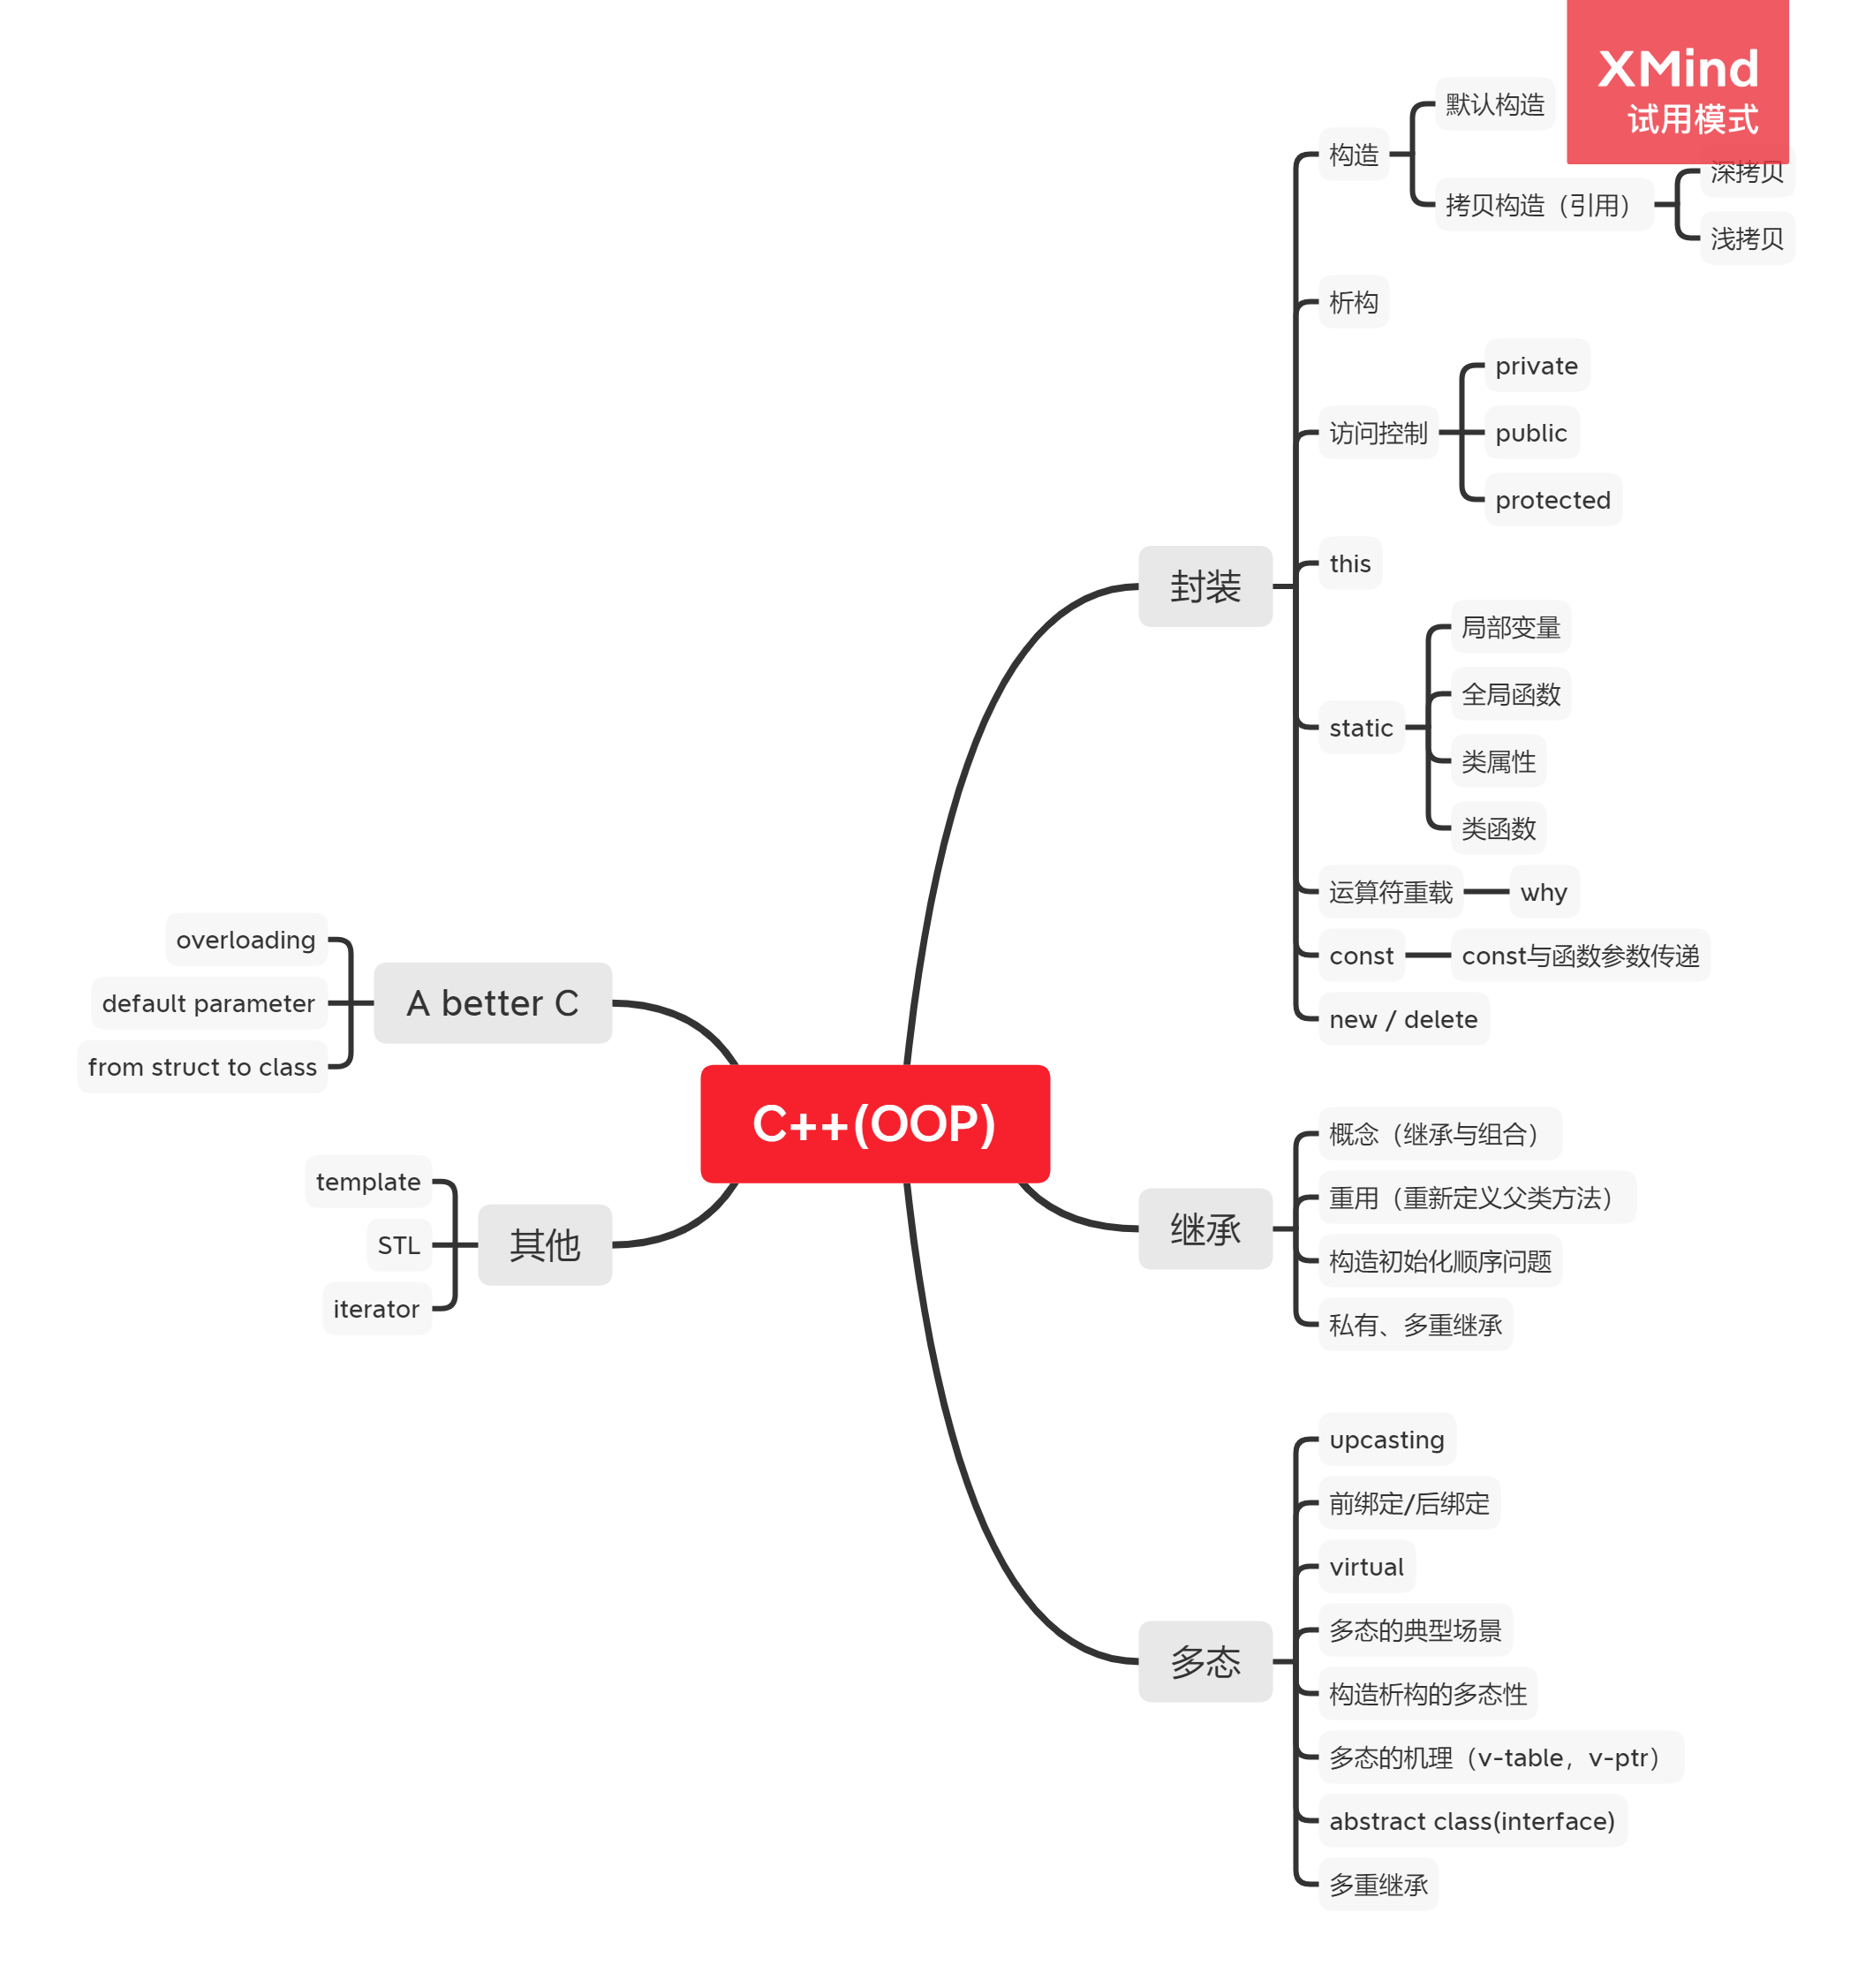 XMind
试用模式
默认构造
构造
深拷贝
拷贝构造（引用）
浅拷贝
析构
private
访问控制
public
protected
this
封装
局部变量
全局函数
static
类属性
类函数
运算符重载
why
const
const与函数参数传递
new / delete
overloading
A better C
default parameter
from struct to class
C++(OOP)
概念（继承与组合）
重用（重新定义父类方法）
继承
构造初始化顺序问题
私有、多重继承
template
其他
STL
iterator
upcasting
前绑定/后绑定
virtual
多态的典型场景
多态
构造析构的多态性
多态的机理（v-table，v-ptr）
abstract class(interface)
多重继承